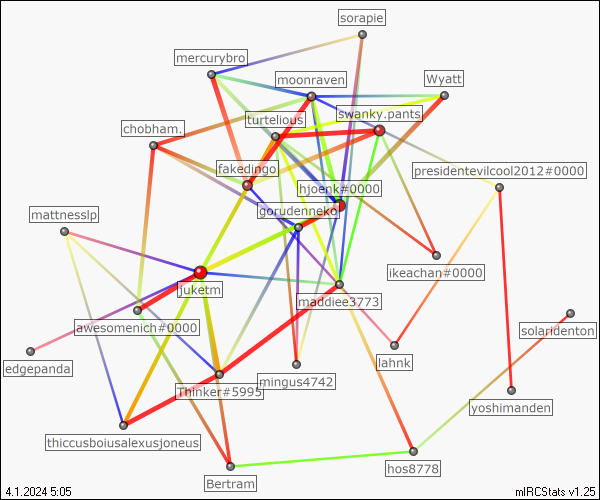 sorapie
mercurybro
moonraven
Wyatt
swanky.pants
turtelious
chobham.
fakedingo
presidentevilcool2012#0000
hjoenk#0000
gorudenneko
mattnesslp
ikeachan#0000
juketm
maddiee3773
solaridenton
awesomenich#0000
lahnk
edgepanda
mingus4742
Thinker#5995
yoshimanden
thiccusboiusalexusjoneus
hos8778
Bertram
4.1.2024 5:05
mIRCStats v1.25